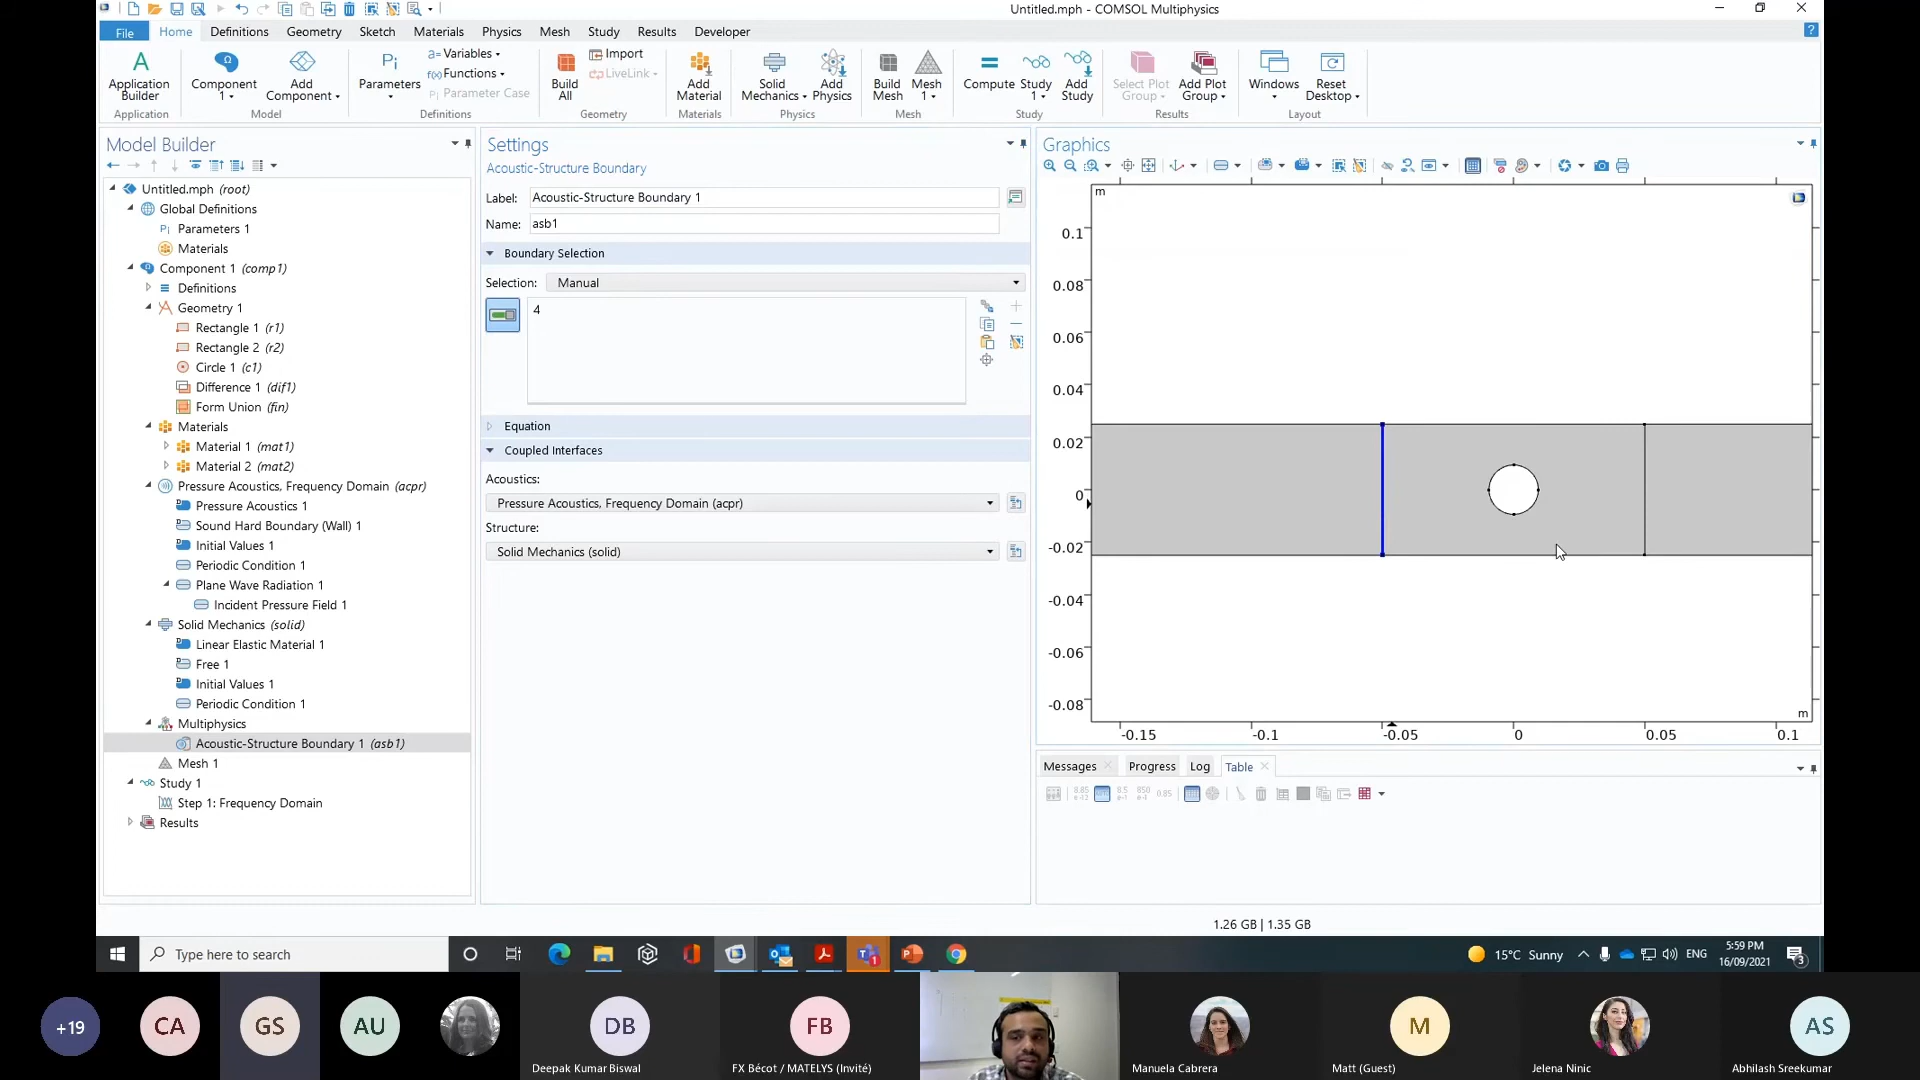 Untitled.mph - COMSOL Multiphysics
File Home Definitions Geometry Sketch Materials Physics Mesh Study Results Developer
Application Builder
Component 1
Add Component
Parameters
a= Variables
f(x) Functions
Pi Parameter Case
Build All
Import
LiveLink
Add Material
Solid Mechanics
Add Physics
Build Mesh
Mesh 1
Compute
Study 1
Add Study
Select Plot Group
Add Plot Group
Windows
Reset Desktop
Application Model Definitions Geometry Materials Physics Mesh Study Results Layout
Model Builder
Untitled.mph (root)
Global Definitions
Pi Parameters 1
Materials
Component 1 (comp1)
Definitions
Geometry 1
Rectangle 1 (r1)
Rectangle 2 (r2)
Circle 1 (c1)
Difference 1 (dif1)
Form Union (fin)
Materials
Material 1 (mat1)
Material 2 (mat2)
Pressure Acoustics, Frequency Domain (acpr)
Pressure Acoustics 1
Sound Hard Boundary (Wall) 1
Initial Values 1
Periodic Condition 1
Plane Wave Radiation 1
Incident Pressure Field 1
Solid Mechanics (solid)
Linear Elastic Material 1
Free 1
Initial Values 1
Periodic Condition 1
Multiphysics
Acoustic-Structure Boundary 1 (asb1)
Mesh 1
Study 1
Step 1: Frequency Domain
Results
Settings
Acoustic-Structure Boundary
Label: Acoustic-Structure Boundary 1
Name: asb1
Boundary Selection
Selection: Manual
4
Equation
Coupled Interfaces
Acoustics:
Pressure Acoustics, Frequency Domain (acpr)
Structure:
Solid Mechanics (solid)
Graphics
m
0.1
0.08
0.06
0.04
0.02
0
-0.02
-0.04
-0.06
-0.08
m
-0.15 -0.1 -0.05 0 0.05 0.1
Messages Progress Log Table
8.85 e-12
8.5 e-1
850 e-4
0.85
1.26 GB | 1.35 GB
Type here to search
15°C Sunny
ENG
5:59 PM
16/09/2021
3
+19
CA
GS
AU
DB
Deepak Kumar Biswal
FB
FX Bécot / MATELYS (Invité)
Manuela Cabrera
M
Matt (Guest)
Jelena Ninic
AS
Abhilash Sreekumar